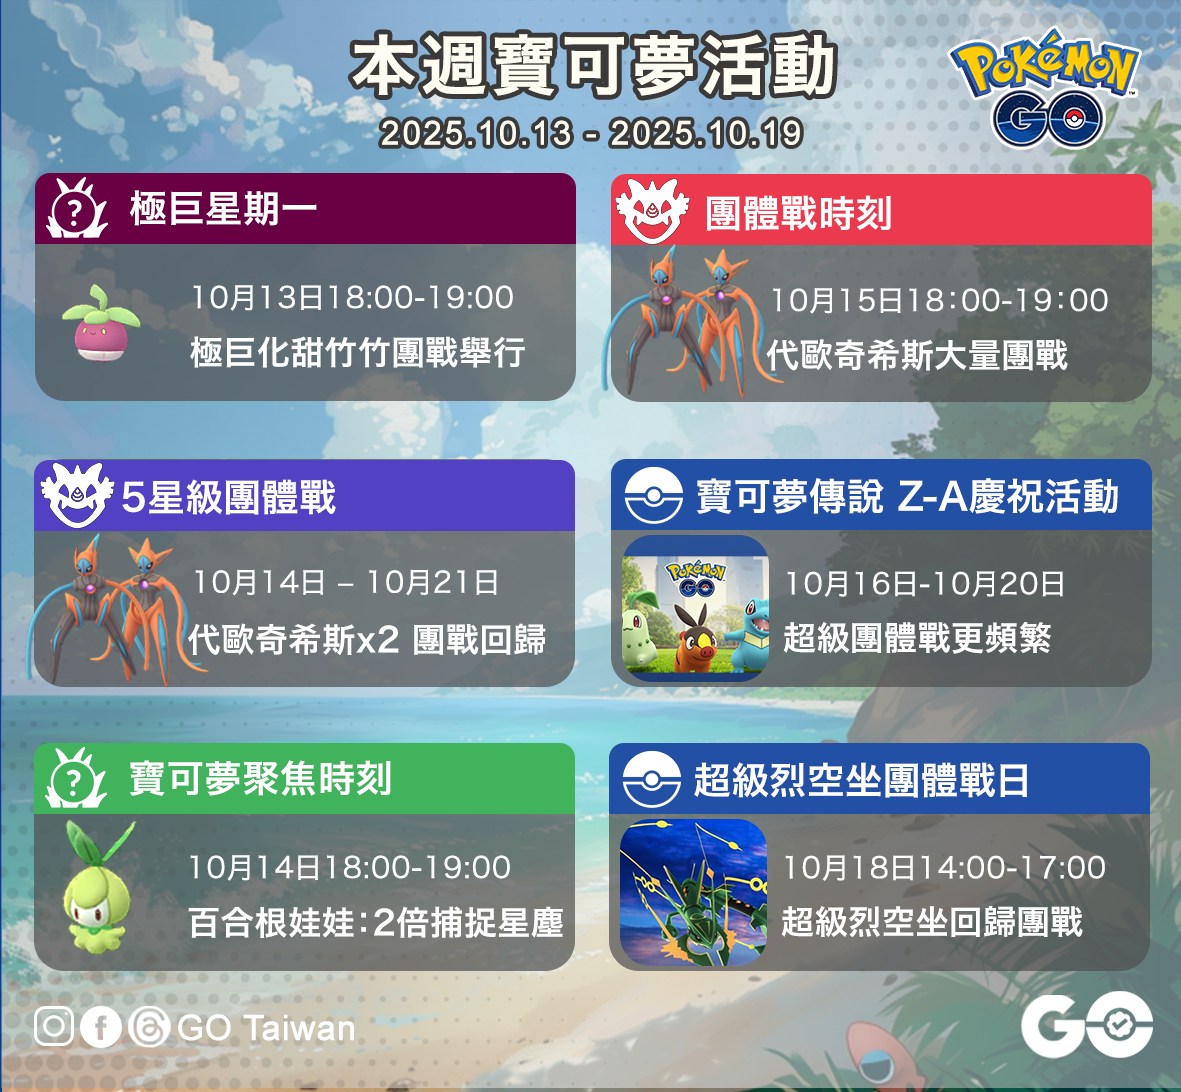 本週寶可夢活動
2025.10.13 - 2025.10.19
POKÉMON
GO
極巨星期一
10月13日18:00-19:00
極巨化甜竹竹團戰舉行
團體戰時刻
10月15日18:00-19:00
代歐奇希斯大量團戰
5星級團體戰
10月14日 – 10月21日
代歐奇希斯x2 團戰回歸
寶可夢傳說 Z-A慶祝活動
POKÉMON
GO
10月16日-10月20日
超級團體戰更頻繁
寶可夢聚焦時刻
10月14日18:00-19:00
百合根娃娃:2倍捕捉星塵
超級烈空坐團體戰日
10月18日14:00-17:00
超級烈空坐回歸團戰
GO Taiwan
GO